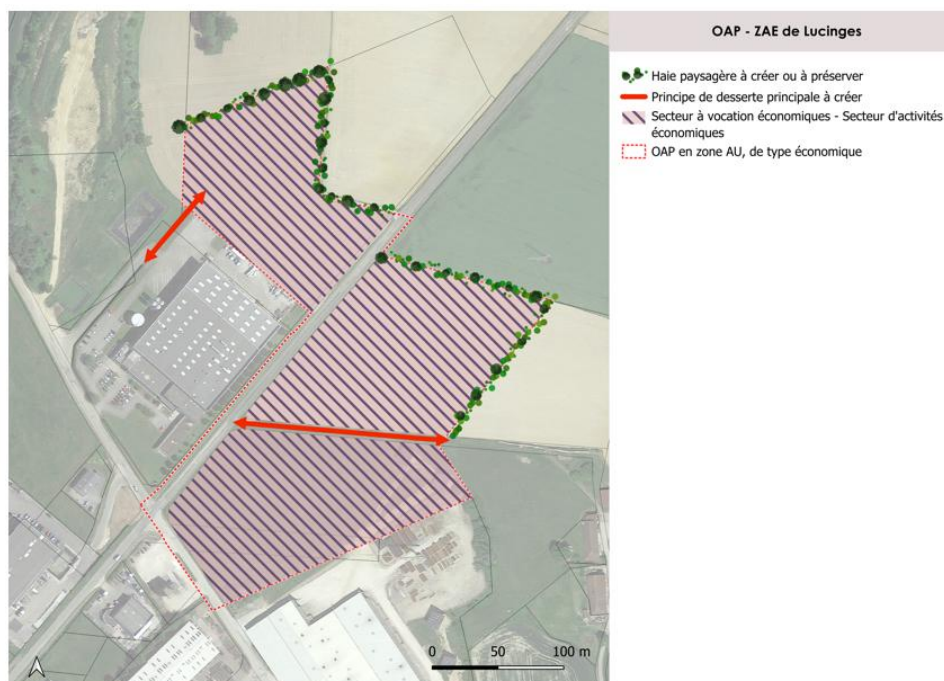 OAP - ZAE de Lucinges
Haie paysagère à créer ou à préserver
Principe de desserte principale à créer
Secteur à vocation économiques - Secteur d'activités
économiques
OAP en zone AU, de type économique
0 50 100 m